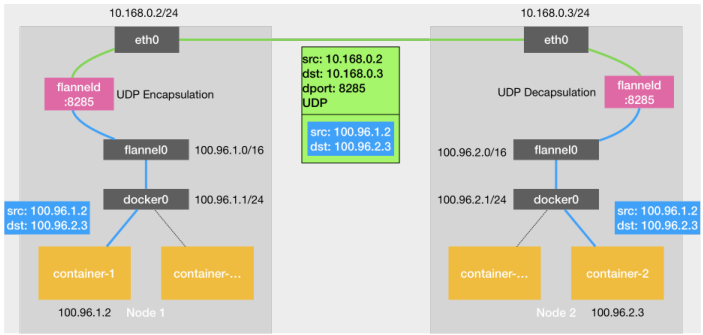 10.168.0.2/24
10.168.0.3/24
eth0
eth0
src: 10.168.0.2
dst: 10.168.0.3
dport: 8285
UDP
flanneld
:8285
UDP Encapsulation
UDP Decapsulation
flanneld
:8285
src: 100.96.1.2
dst: 100.96.2.3
flannel0
100.96.1.0/16
100.96.2.0/16
flannel0
docker0
100.96.1.1/24
100.96.2.1/24
docker0
src: 100.96.1.2
dst: 100.96.2.3
src: 100.96.1.2
dst: 100.96.2.3
container-1
container-...
container-...
container-2
100.96.1.2
Node 1
Node 2
100.96.2.3